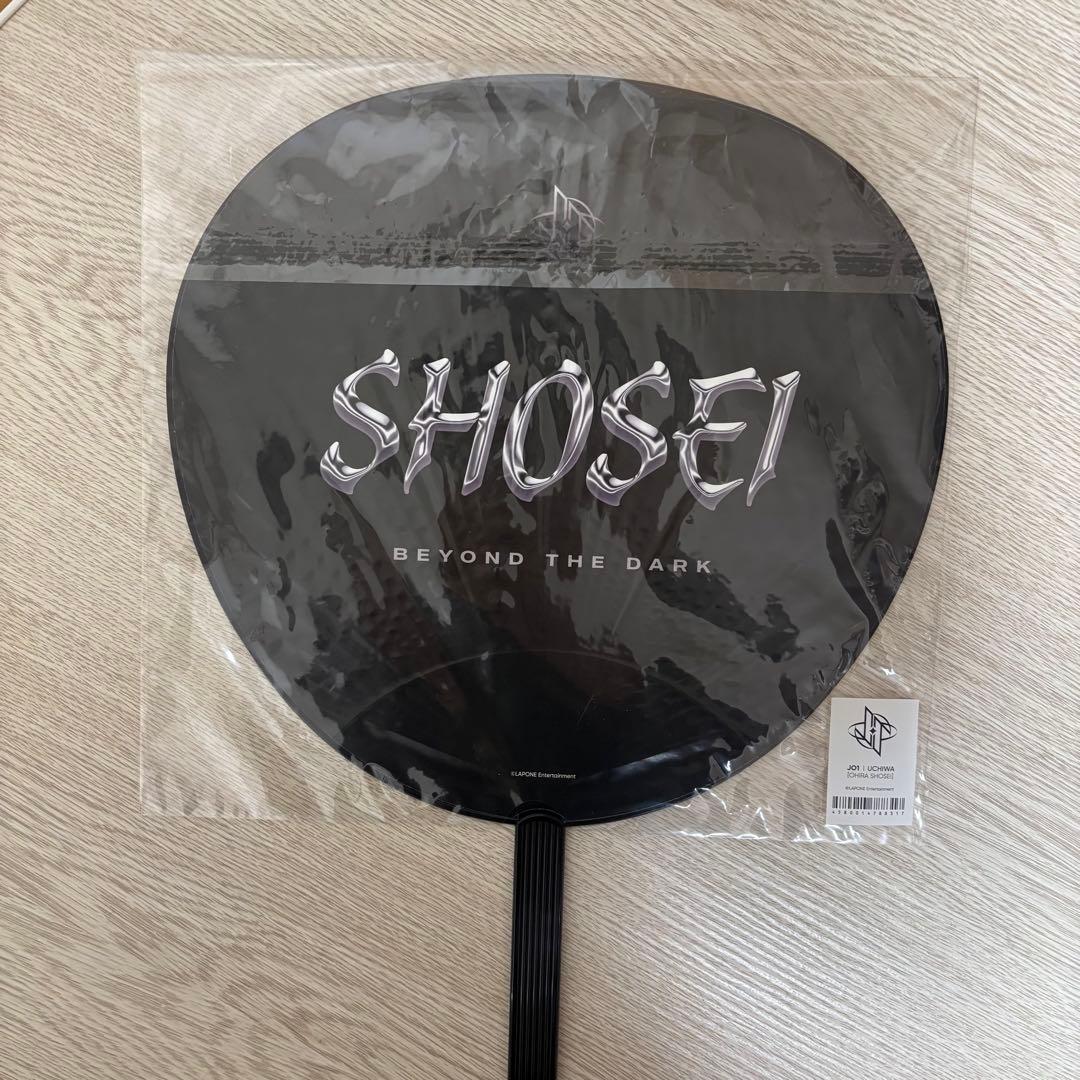 SHOSEI
BEYOND THE DARK
©LAPONE Entertainment
JO1 | UCHIWA
[OHIRA SHOSEI]
©LAPONE Entertainment